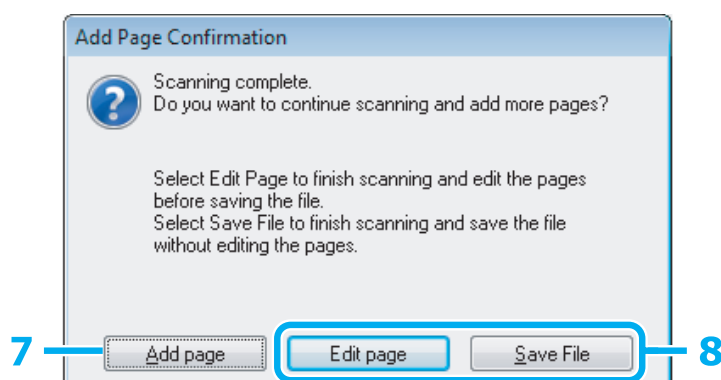 Add Page Confirmation
Scanning complete.
Do you want to continue scanning and add more pages?
Select Edit Page to finish scanning and edit the pages
before saving the file.
Select Save File to finish scanning and save the file
without editing the pages.
7 Add page Edit page Save File 8